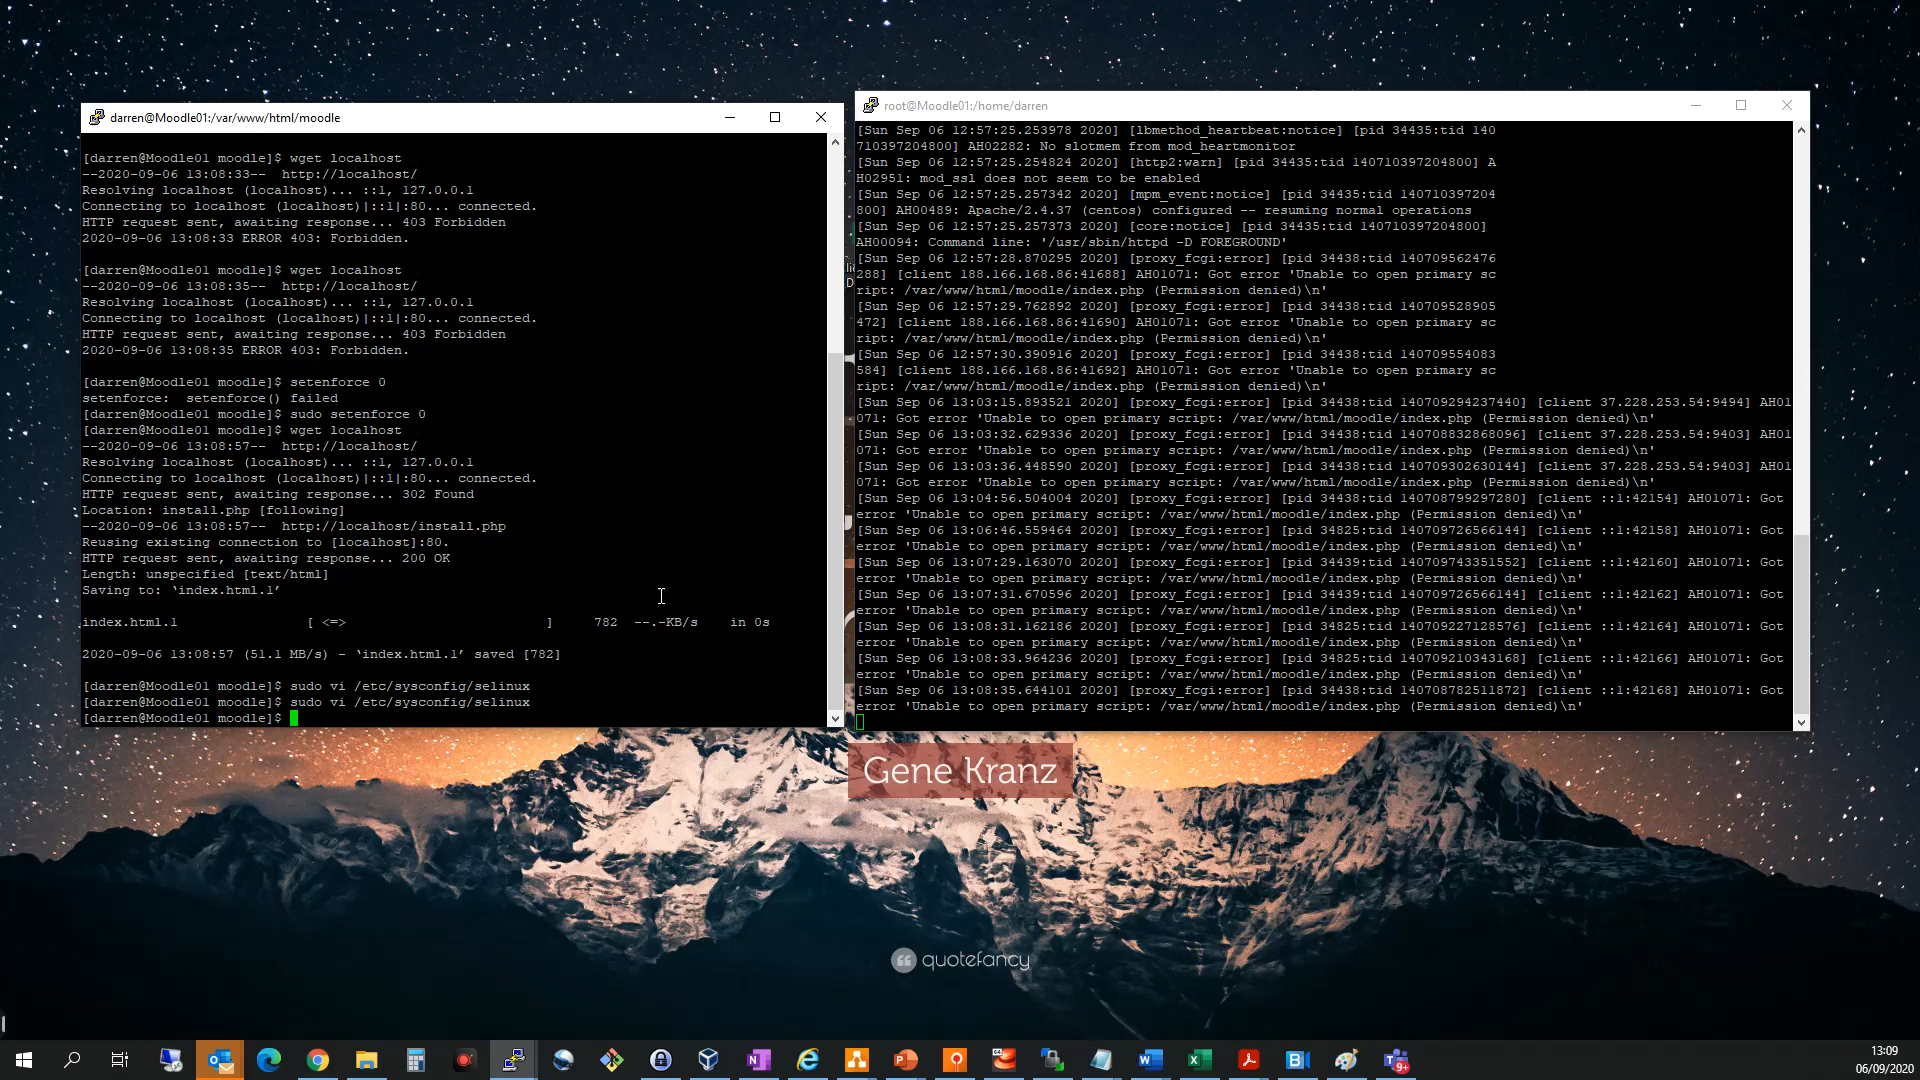 darren@Moodle01:/var/www/html/moodle
[darren@Moodle01 moodle]$ wget localhost
--2020-09-06 13:08:33--  http://localhost/
Resolving localhost (localhost)... ::1, 127.0.0.1
Connecting to localhost (localhost)|::1|:80... connected.
HTTP request sent, awaiting response... 403 Forbidden
2020-09-06 13:08:33 ERROR 403: Forbidden.
[darren@Moodle01 moodle]$ wget localhost
--2020-09-06 13:08:35--  http://localhost/
Resolving localhost (localhost)... ::1, 127.0.0.1
Connecting to localhost (localhost)|::1|:80... connected.
HTTP request sent, awaiting response... 403 Forbidden
2020-09-06 13:08:35 ERROR 403: Forbidden.
[darren@Moodle01 moodle]$ setenforce 0
setenforce:  setenforce() failed
[darren@Moodle01 moodle]$ sudo setenforce 0
[darren@Moodle01 moodle]$ wget localhost
--2020-09-06 13:08:57--  http://localhost/
Resolving localhost (localhost)... ::1, 127.0.0.1
Connecting to localhost (localhost)|::1|:80... connected.
HTTP request sent, awaiting response... 302 Found
Location: install.php [following]
--2020-09-06 13:08:57--  http://localhost/install.php
Reusing existing connection to [localhost]:80.
HTTP request sent, awaiting response... 200 OK
Length: unspecified [text/html]
Saving to: ‘index.html.1’
index.html.1                [ <=>                         ]     782  --.-KB/s    in 0s
2020-09-06 13:08:57 (51.1 MB/s) - ‘index.html.1’ saved [782]
[darren@Moodle01 moodle]$ sudo vi /etc/sysconfig/selinux
[darren@Moodle01 moodle]$ sudo vi /etc/sysconfig/selinux
[darren@Moodle01 moodle]$
root@Moodle01:/home/darren
[Sun Sep 06 12:57:25.253978 2020] [lbmethod_heartbeat:notice] [pid 34435:tid 140
710397204800] AH02282: No slotmem from mod_heartmonitor
[Sun Sep 06 12:57:25.254824 2020] [http2:warn] [pid 34435:tid 140710397204800] A
H02951: mod_ssl does not seem to be enabled
[Sun Sep 06 12:57:25.257342 2020] [mpm_event:notice] [pid 34435:tid 140710397204
800] AH00489: Apache/2.4.37 (centos) configured -- resuming normal operations
[Sun Sep 06 12:57:25.257373 2020] [core:notice] [pid 34435:tid 140710397204800]
AH00094: Command line: '/usr/sbin/httpd -D FOREGROUND'
[Sun Sep 06 12:57:28.870295 2020] [proxy_fcgi:error] [pid 34438:tid 140709562476
288] [client 188.166.168.86:41688] AH01071: Got error 'Unable to open primary sc
ript: /var/www/html/moodle/index.php (Permission denied)\n'
[Sun Sep 06 12:57:29.762892 2020] [proxy_fcgi:error] [pid 34438:tid 140709528905
472] [client 188.166.168.86:41690] AH01071: Got error 'Unable to open primary sc
ript: /var/www/html/moodle/index.php (Permission denied)\n'
[Sun Sep 06 12:57:30.390916 2020] [proxy_fcgi:error] [pid 34438:tid 140709554083
584] [client 188.166.168.86:41692] AH01071: Got error 'Unable to open primary sc
ript: /var/www/html/moodle/index.php (Permission denied)\n'
[Sun Sep 06 13:03:15.893521 2020] [proxy_fcgi:error] [pid 34438:tid 140709294237440] [client 37.228.253.54:9494] AH01
071: Got error 'Unable to open primary script: /var/www/html/moodle/index.php (Permission denied)\n'
[Sun Sep 06 13:03:32.629336 2020] [proxy_fcgi:error] [pid 34438:tid 140708832868096] [client 37.228.253.54:9403] AH01
071: Got error 'Unable to open primary script: /var/www/html/moodle/index.php (Permission denied)\n'
[Sun Sep 06 13:03:36.448590 2020] [proxy_fcgi:error] [pid 34438:tid 140709302630144] [client 37.228.253.54:9403] AH01
071: Got error 'Unable to open primary script: /var/www/html/moodle/index.php (Permission denied)\n'
[Sun Sep 06 13:04:56.504004 2020] [proxy_fcgi:error] [pid 34438:tid 140708799297280] [client ::1:42154] AH01071: Got
error 'Unable to open primary script: /var/www/html/moodle/index.php (Permission denied)\n'
[Sun Sep 06 13:06:46.559464 2020] [proxy_fcgi:error] [pid 34825:tid 140709726566144] [client ::1:42158] AH01071: Got
error 'Unable to open primary script: /var/www/html/moodle/index.php (Permission denied)\n'
[Sun Sep 06 13:07:29.163070 2020] [proxy_fcgi:error] [pid 34439:tid 140709743351552] [client ::1:42160] AH01071: Got
error 'Unable to open primary script: /var/www/html/moodle/index.php (Permission denied)\n'
[Sun Sep 06 13:07:31.670596 2020] [proxy_fcgi:error] [pid 34439:tid 140709726566144] [client ::1:42162] AH01071: Got
error 'Unable to open primary script: /var/www/html/moodle/index.php (Permission denied)\n'
[Sun Sep 06 13:08:31.162186 2020] [proxy_fcgi:error] [pid 34439:tid 140709227128576] [client ::1:42164] AH01071: Got
error 'Unable to open primary script: /var/www/html/moodle/index.php (Permission denied)\n'
[Sun Sep 06 13:08:33.964236 2020] [proxy_fcgi:error] [pid 34825:tid 140709210343168] [client ::1:42166] AH01071: Got
error 'Unable to open primary script: /var/www/html/moodle/index.php (Permission denied)\n'
[Sun Sep 06 13:08:35.644101 2020] [proxy_fcgi:error] [pid 34438:tid 140708782511872] [client ::1:42168] AH01071: Got
error 'Unable to open primary script: /var/www/html/moodle/index.php (Permission denied)\n'
Gene Kranz
quotefancy
13:09
06/09/2020